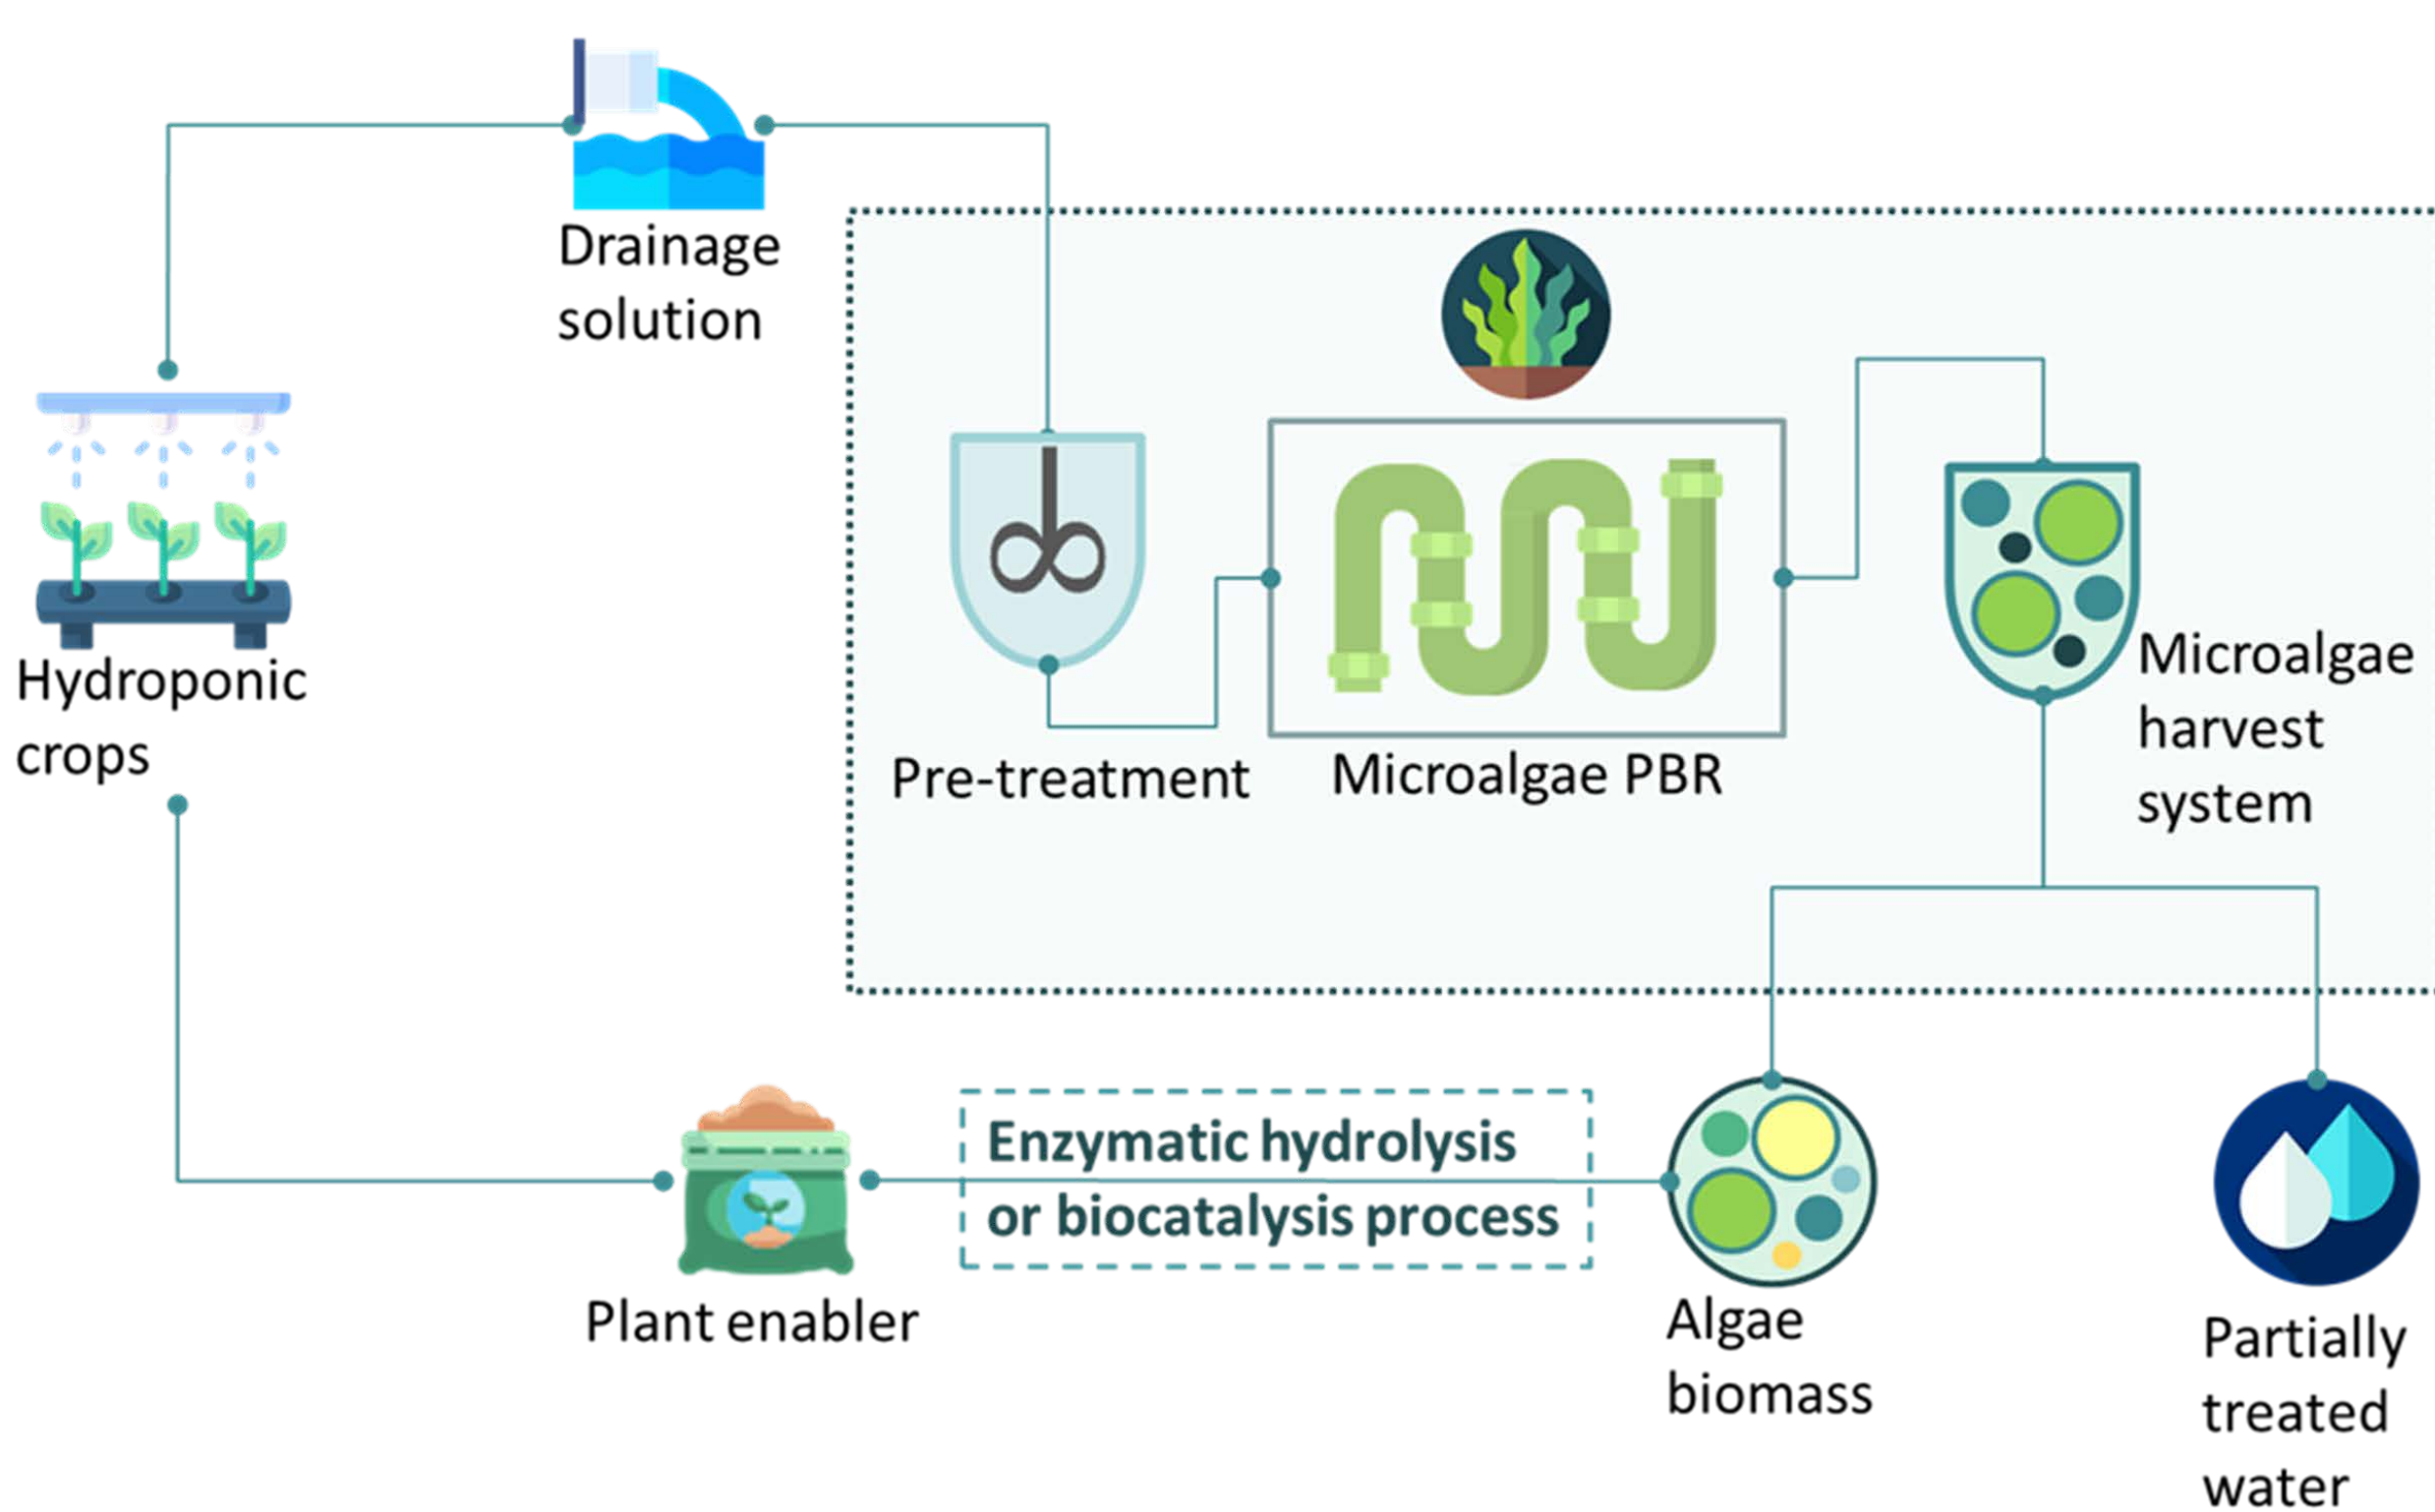 Drainage
solution
Hydroponic
crops
Pre-treatment
Microalgae PBR
Microalgae
harvest
system
Plant enabler
Enzymatic hydrolysis
or biocatalysis process
Algae
biomass
Partially
treated
water